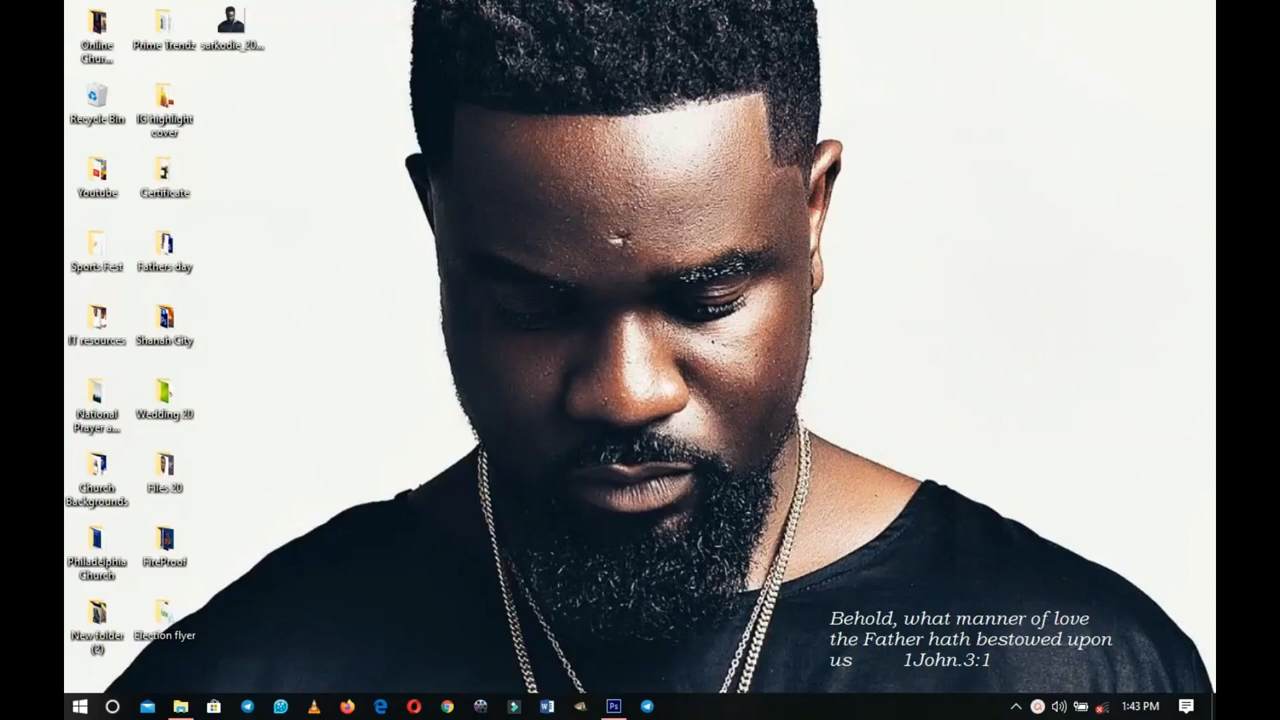 Online Chur...
Prime Trendz
sarkodie_20...
Recycle Bin
IG highlight cover
Youtube
Certificate
Sports Fest
Fathers day
IT resources
Shanah City
National Prayer a...
Wedding 20
Church Backgrounds
Files 20
Philadelphia Church
FireProof
New folder (2)
Election flyer
Behold, what manner of love
the Father hath bestowed upon
us 1John.3:1
Ps
1:43 PM